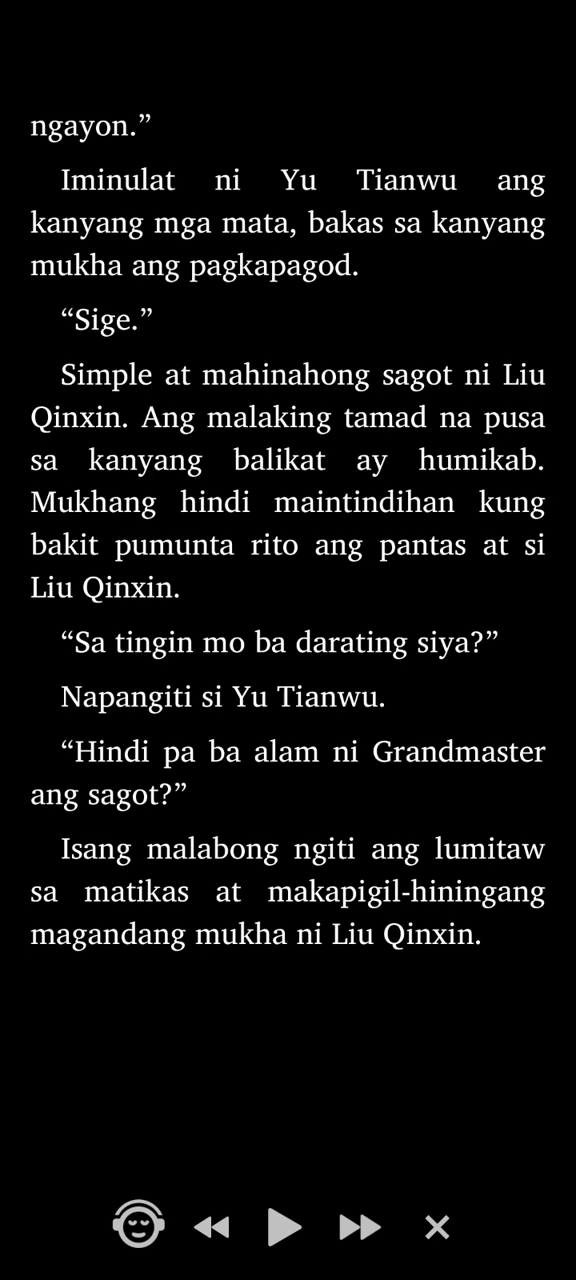 ngayon.”
Iminulat ni Yu Tianwu ang
kanyang mga mata, bakas sa kanyang
mukha ang pagkapagod.
“Sige.”
Simple at mahinahong sagot ni Liu
Qinxin. Ang malaking tamad na pusa
sa kanyang balikat ay humikab.
Mukhang hindi maintindihan kung
bakit pumunta rito ang pantas at si
Liu Qinxin.
“Sa tingin mo ba darating siya?”
Napangiti si Yu Tianwu.
“Hindi pa ba alam ni Grandmaster
ang sagot?”
Isang malabong ngiti ang lumitaw
sa matikas at makapigil-hiningang
magandang mukha ni Liu Qinxin.